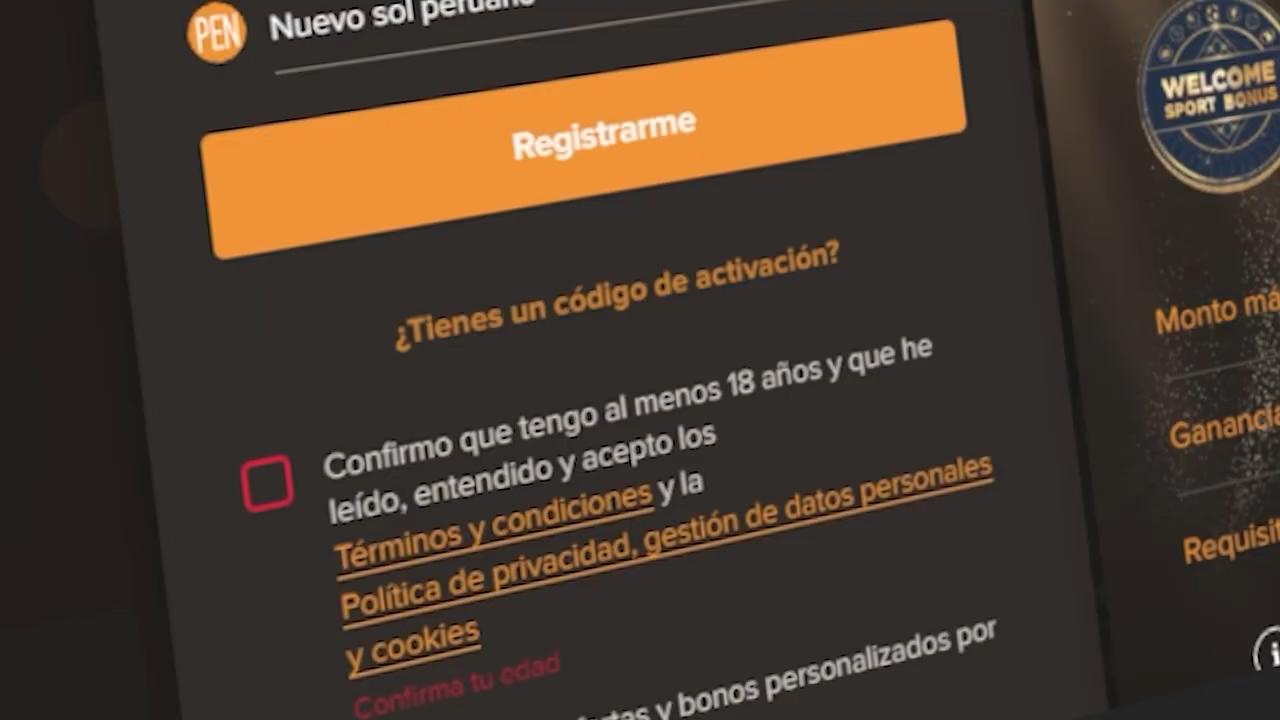 PEN
Nuevo sol peruano
Registrarme
¿Tienes un código de activación?
Confirmo que tengo al menos 18 años y que he
leído, entendido y acepto los
Términos y condiciones y la
Política de privacidad, gestión de datos personales
y cookies
Confirma tu edad
y bonos personalizados por
WELCOME
SPORT BONUS
Monto